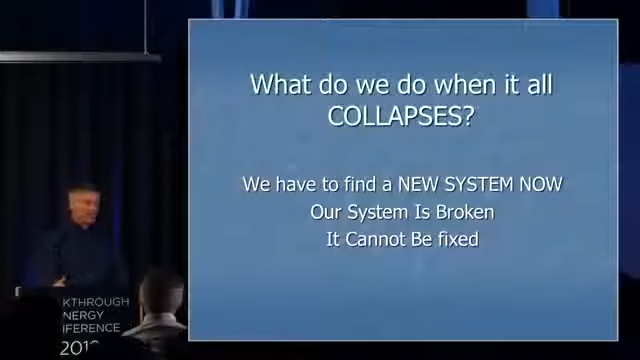 What do we do when it all
COLLAPSES?
We have to find a NEW SYSTEM NOW
Our System Is Broken
It Cannot Be fixed
KTHROUGH
NERGY